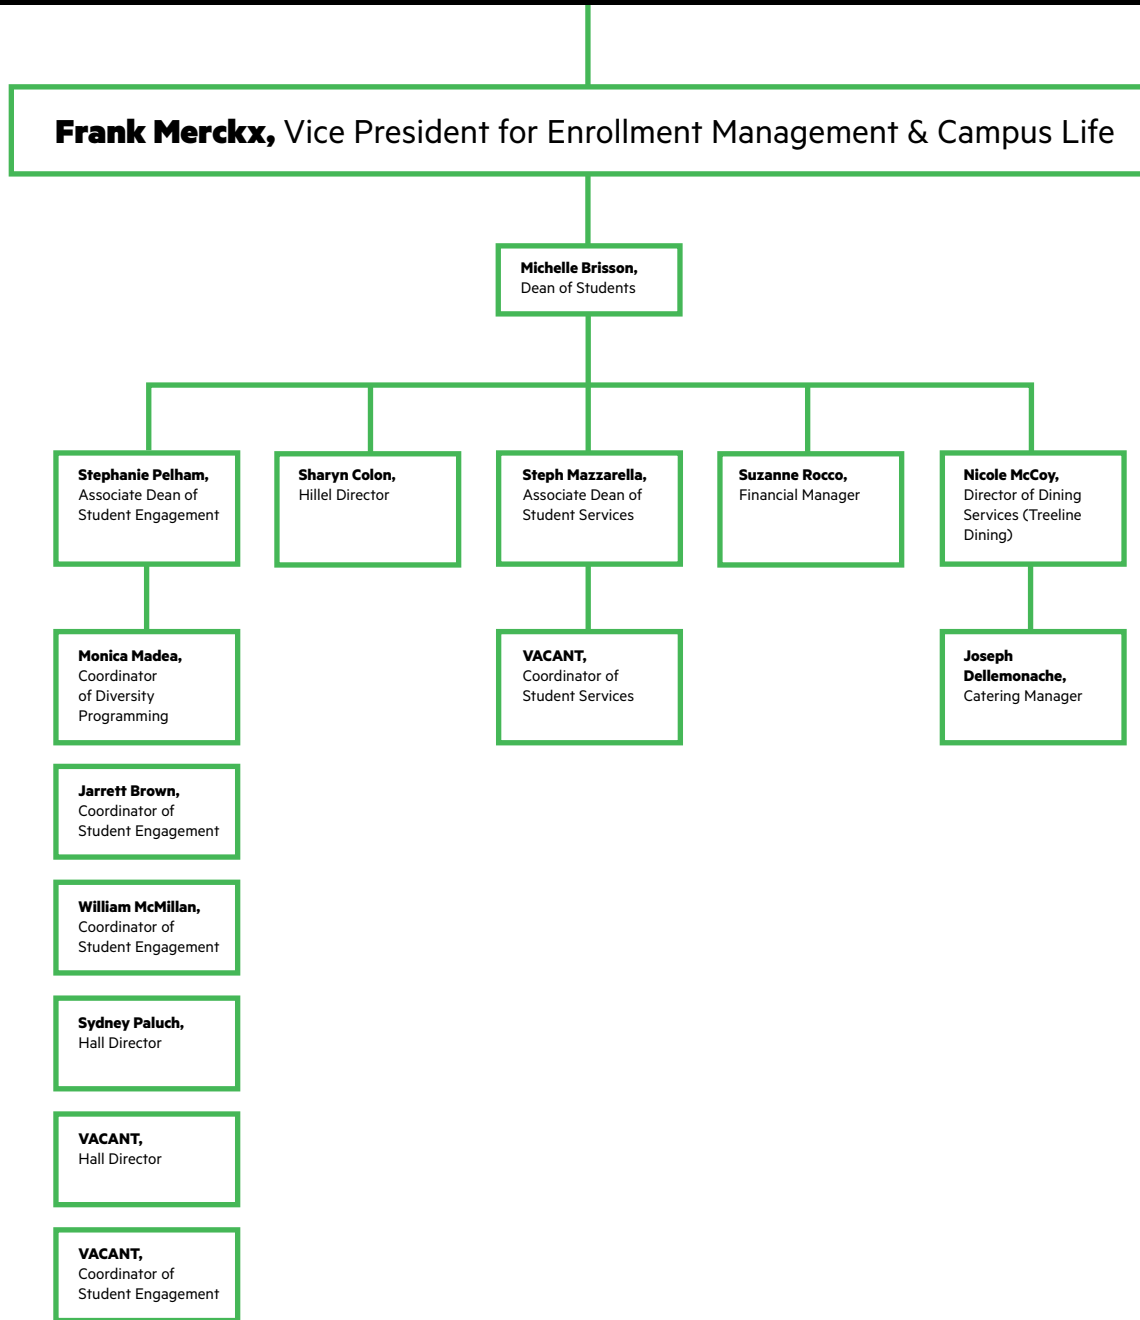 Frank Merckx, Vice President for Enrollment Management & Campus Life
Michelle Brisson,
Dean of Students
Stephanie Pelham,
Associate Dean of
Student Engagement
Sharyn Colon,
Hillel Director
Steph Mazzarella,
Associate Dean of
Student Services
Suzanne Rocco,
Financial Manager
Nicole McCoy,
Director of Dining
Services (Treeline
Dining)
Monica Madea,
Coordinator
of Diversity
Programming
VACANT,
Coordinator of
Student Services
Joseph
Dellemonache,
Catering Manager
Jarrett Brown,
Coordinator of
Student Engagement
William McMillan,
Coordinator of
Student Engagement
Sydney Paluch,
Hall Director
VACANT,
Hall Director
VACANT,
Coordinator of
Student Engagement